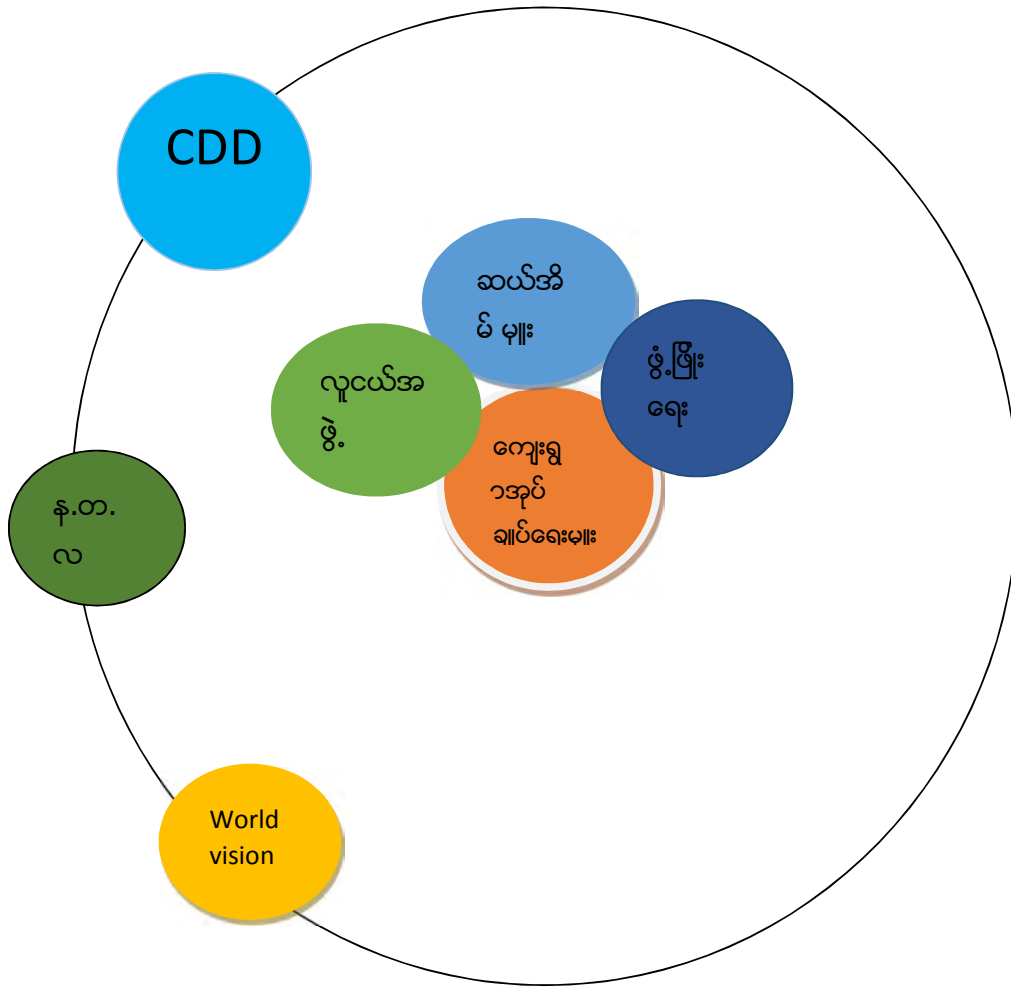 CDD
ဆယ်အိ
မ် မှူး
ဖွံ့ဖြိုး
ရေး
လူငယ်အ
ဖွဲ့
ကျေးရွ
ာအုပ်
ချုပ်ရေးမှူး
န.တ.
လ
World
vision